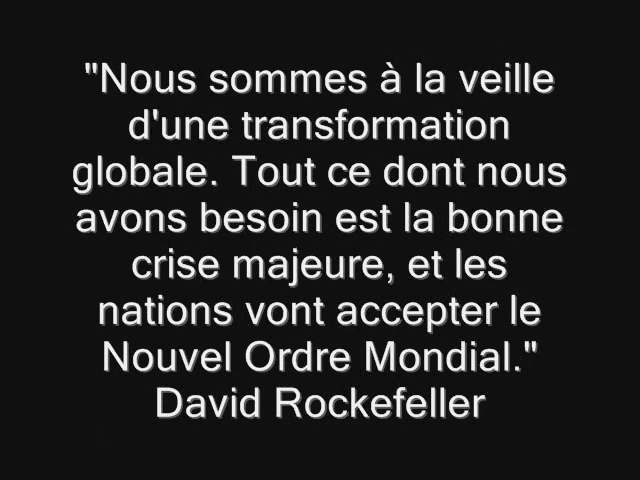 "Nous sommes à la veille
d'une transformation
globale. Tout ce dont nous
avons besoin est la bonne
crise majeure, et les
nations vont accepter le
Nouvel Ordre Mondial."
David Rockefeller